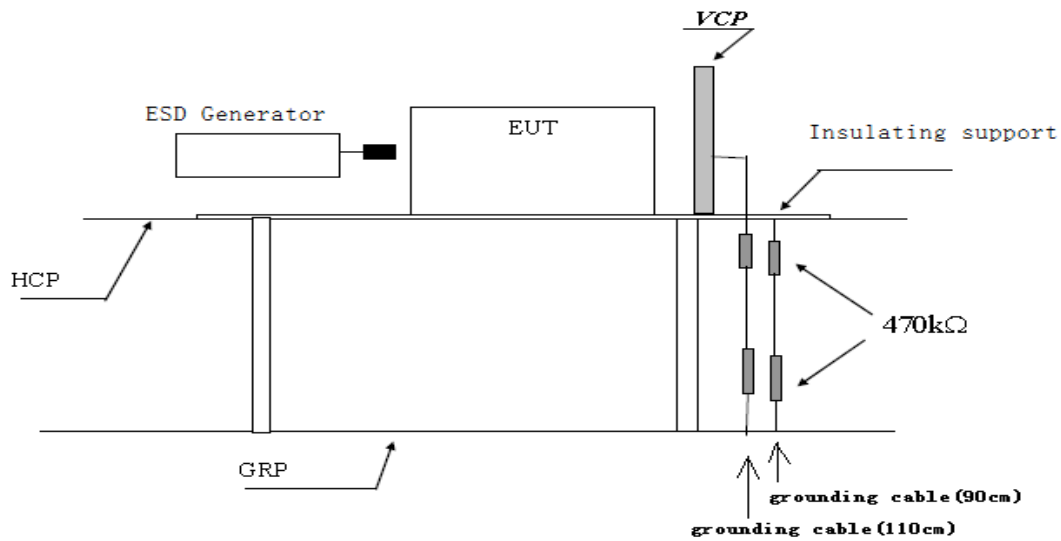 VCP
ESD Generator
EUT
Insulating support
HCP
470kΩ
GRP
grounding cable(90cm)
grounding cable(110cm)